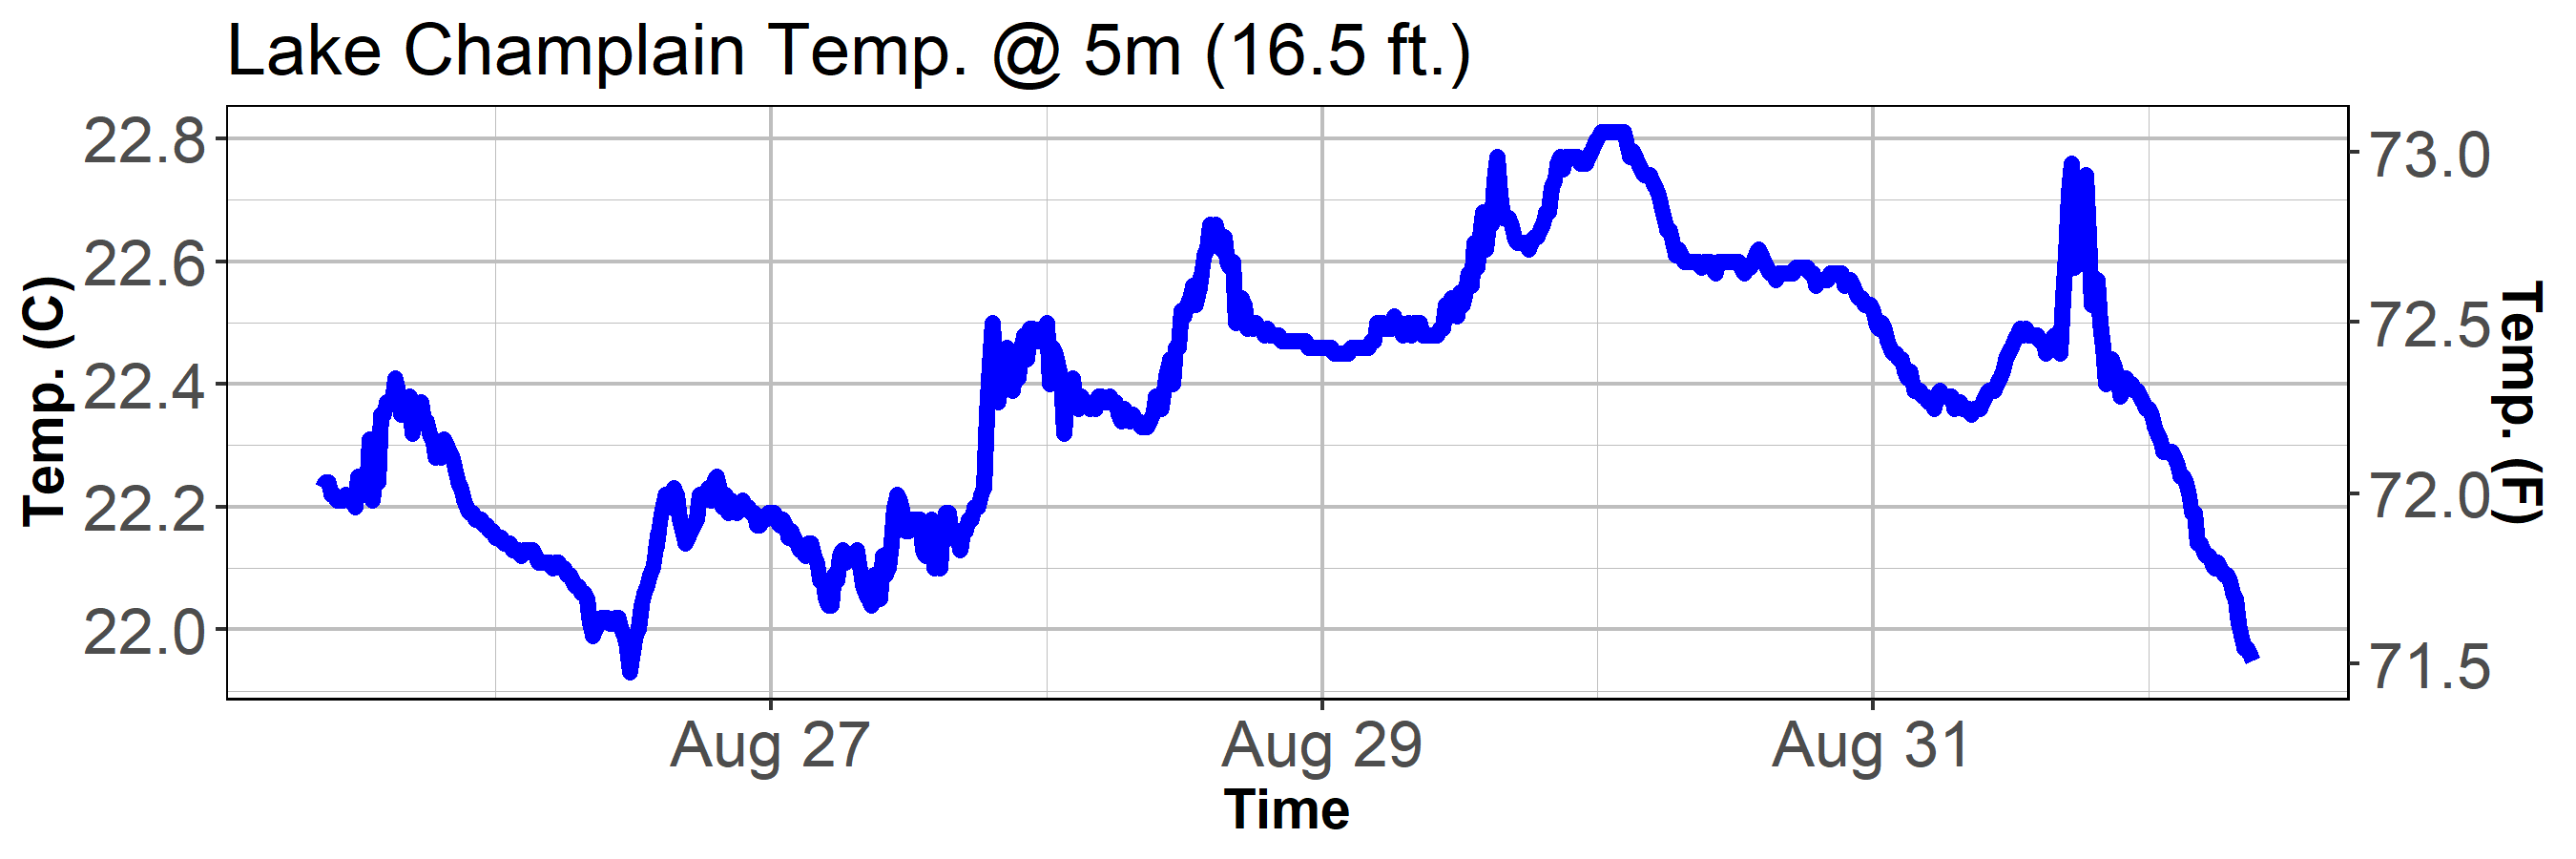 Lake Champlain Temp. @ 5m (16.5 ft.)
Temp. (C)
22.8
22.6
22.4
22.2
22.0
73.0
72.5
72.0
71.5
Temp. (F)
Aug 27 Aug 29 Aug 31
Time